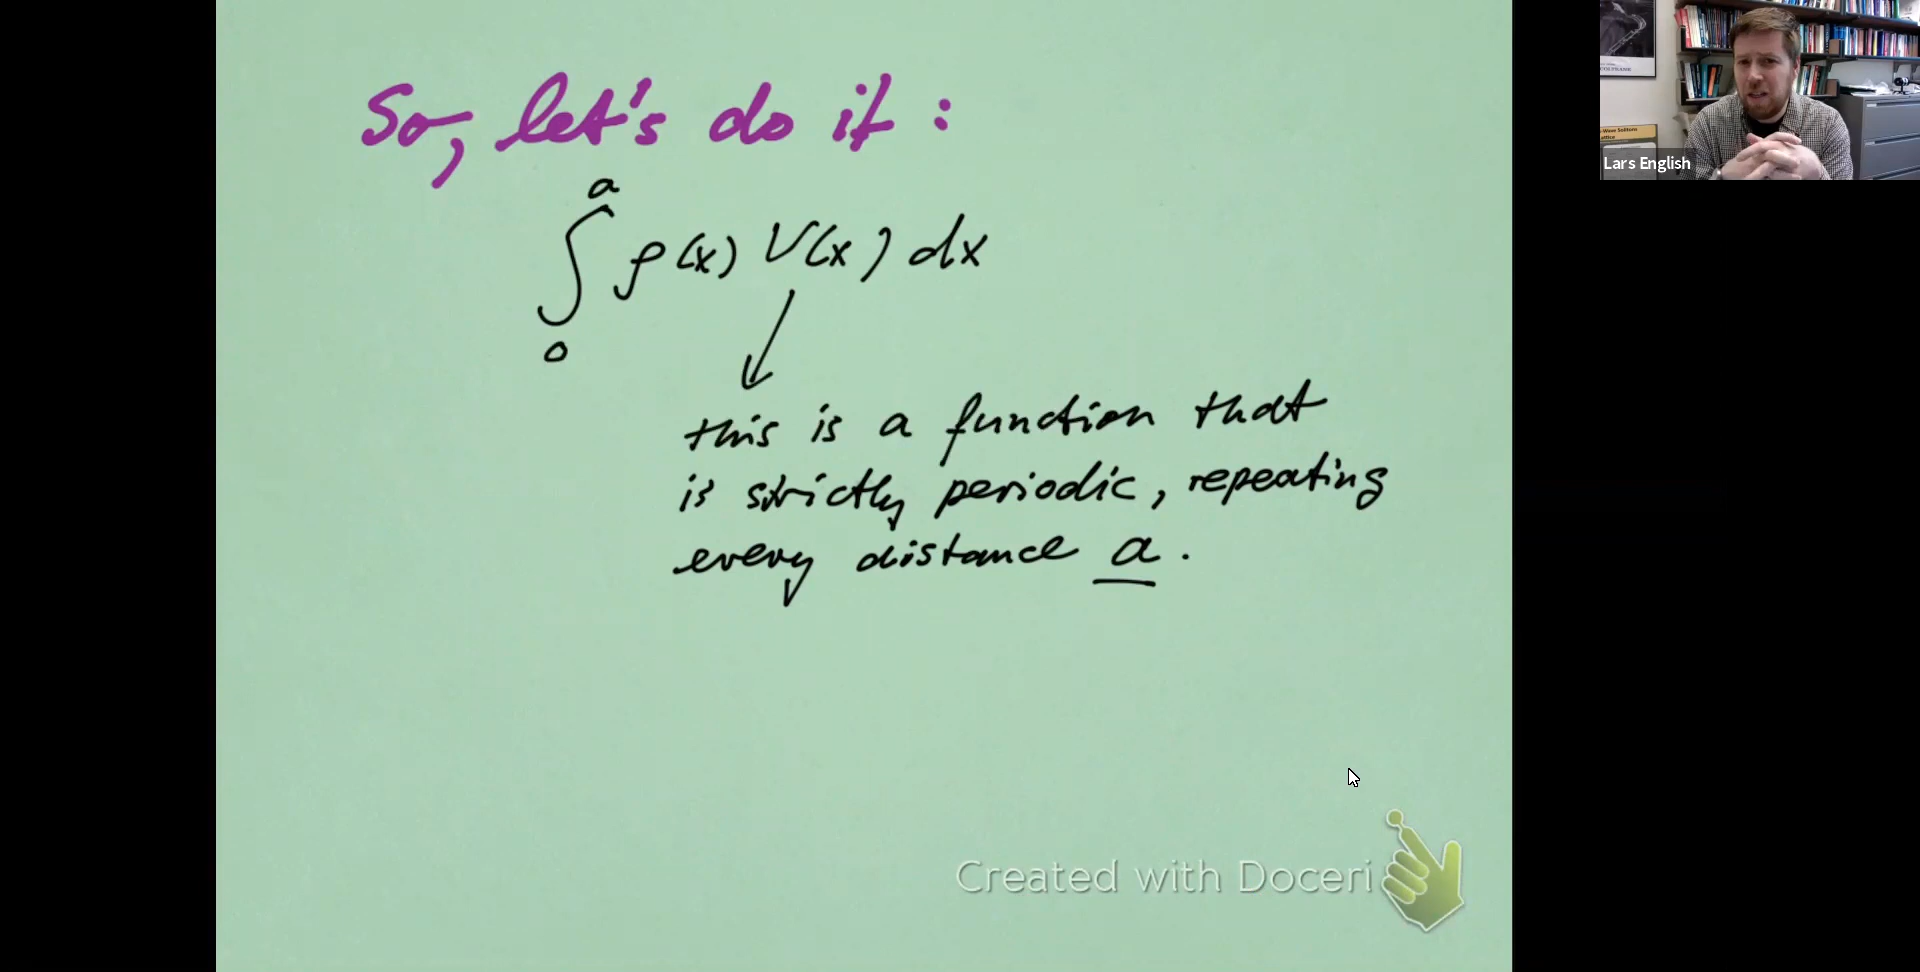 So, let's do it :
a
∫ ρ(x) V(x) dx
0
this is a function that
is strictly periodic, repeating
every distance a.
Created with Doceri
Lars English